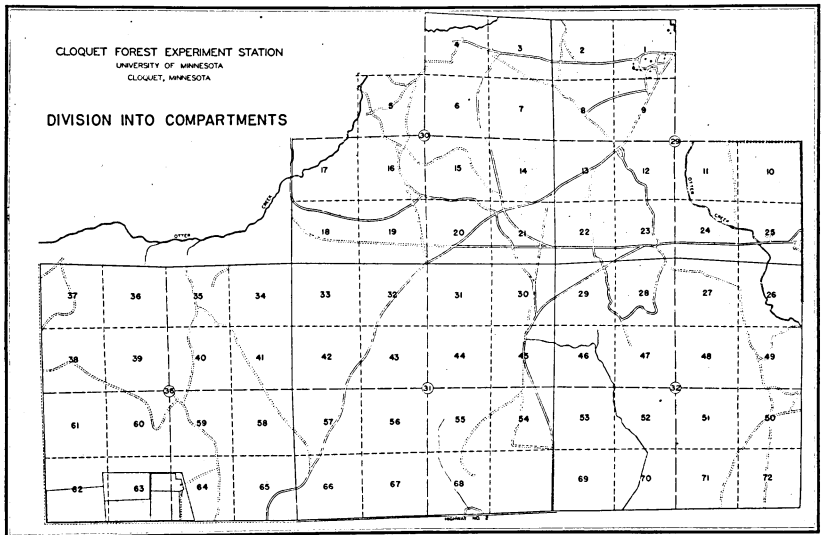 CLOQUET FOREST EXPERIMENT STATION
UNIVERSITY OF MINNESOTA
CLOQUET, MINNESOTA
DIVISION INTO COMPARTMENTS
4 3 2 1
5 6 7 8 9
30 29
17 16 15 14 13 12 11 10
OTTER CREEK
OTTER CREEK
18 19 20 21 22 23 24 25
37 36 35 34 33 32 31 30 29 28 27 26
38 39 40 41 42 43 44 45 46 47 48 49
36 31 32
61 60 59 58 57 56 55 54 53 52 51 50
62 63 64 65 66 67 68 69 70 71 72
HIGHWAY NO 2